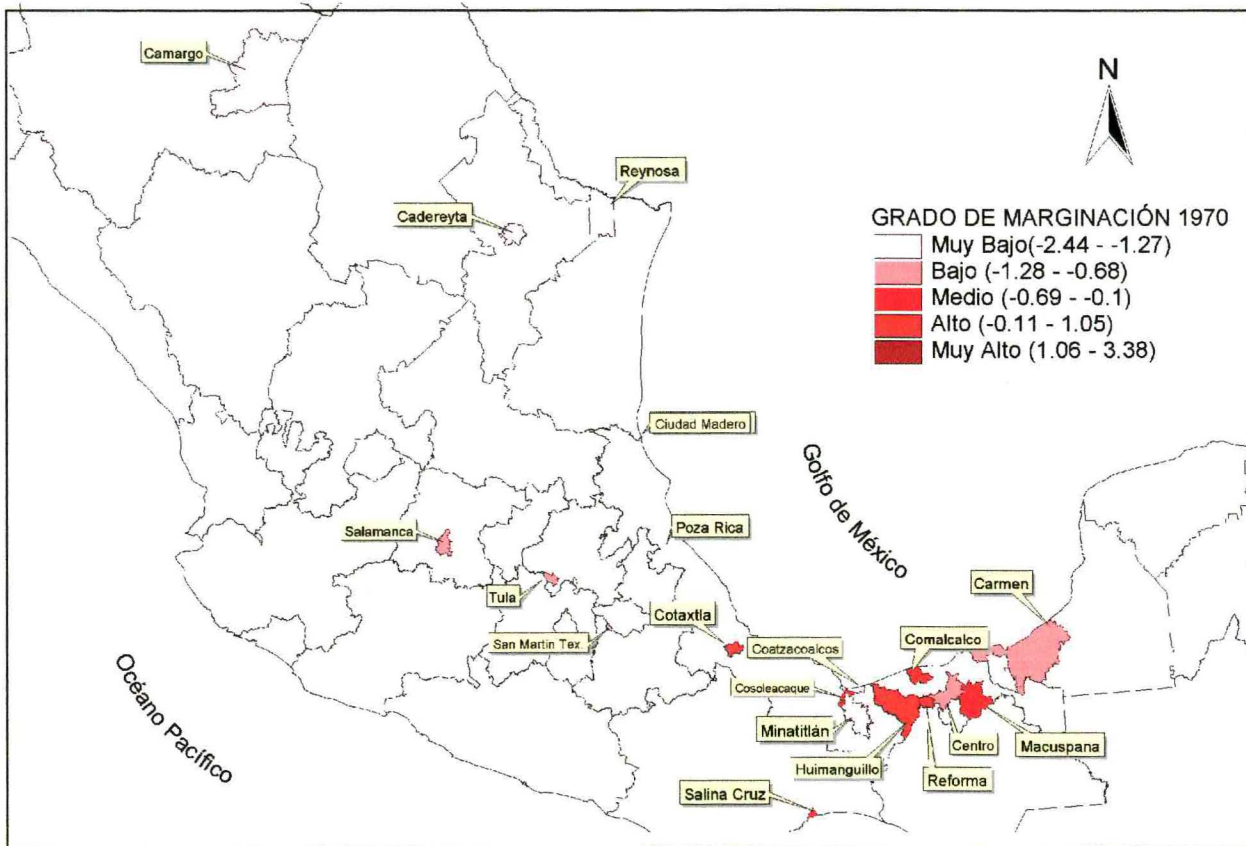 Camargo
N
Reynosa
Cadereyta
GRADO DE MARGINACIÓN 1970
Muy Bajo(-2.44 - -1.27)
Bajo (-1.28 - -0.68)
Medio (-0.69 - -0.1)
Alto (-0.11 - 1.05)
Muy Alto (1.06 - 3.38)
Ciudad Madero
Golfo de México
Salamanca
Poza Rica
Tula
Carmen
Cotaxtla
San Martin Tex.
Comalcalco
Coatzacoalcos
Océano Pacífico
Cosoleacaque
Minatitlán
Centro
Macuspana
Huimanguillo
Reforma
Salina Cruz